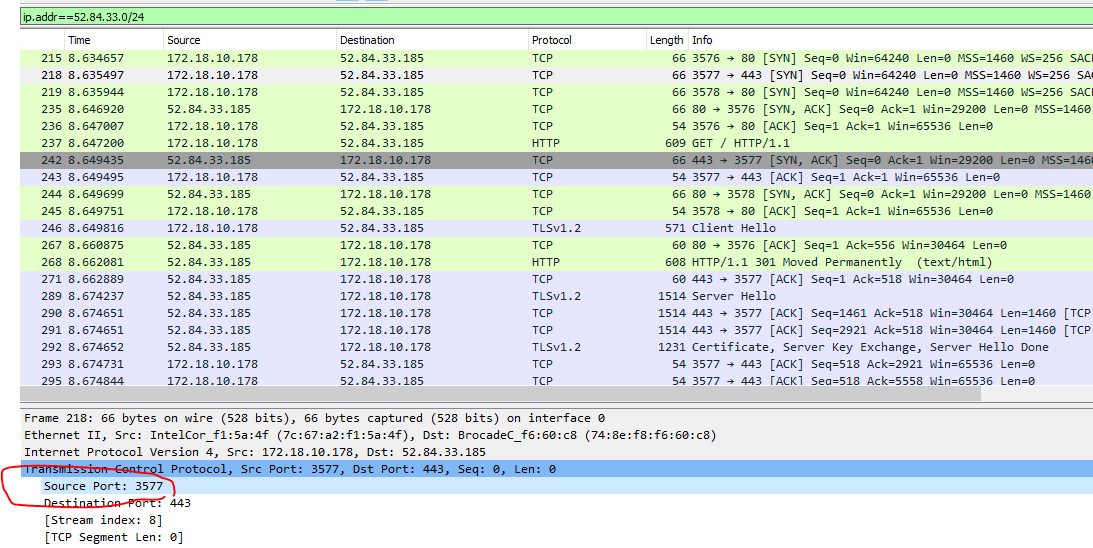 ip.addr==52.84.33.0/24
Time Source Destination Protocol Length Info
215 8.634657 172.18.10.178 52.84.33.185 TCP 66 3576 → 80 [SYN] Seq=0 Win=64240 Len=0 MSS=1460 WS=256 SAC
218 8.635497 172.18.10.178 52.84.33.185 TCP 66 3577 → 443 [SYN] Seq=0 Win=64240 Len=0 MSS=1460 WS=256 SA
219 8.635944 172.18.10.178 52.84.33.185 TCP 66 3578 → 80 [SYN] Seq=0 Win=64240 Len=0 MSS=1460 WS=256 SAC
235 8.646920 52.84.33.185 172.18.10.178 TCP 66 80 → 3576 [SYN, ACK] Seq=0 Ack=1 Win=29200 Len=0 MSS=1460
236 8.647007 172.18.10.178 52.84.33.185 TCP 54 3576 → 80 [ACK] Seq=1 Ack=1 Win=65536 Len=0
237 8.647200 172.18.10.178 52.84.33.185 HTTP 609 GET / HTTP/1.1
242 8.649435 52.84.33.185 172.18.10.178 TCP 66 443 → 3577 [SYN, ACK] Seq=0 Ack=1 Win=29200 Len=0 MSS=1460
243 8.649495 172.18.10.178 52.84.33.185 TCP 54 3577 → 443 [ACK] Seq=1 Ack=1 Win=65536 Len=0
244 8.649699 52.84.33.185 172.18.10.178 TCP 66 80 → 3578 [SYN, ACK] Seq=0 Ack=1 Win=29200 Len=0 MSS=1460
245 8.649751 172.18.10.178 52.84.33.185 TCP 54 3578 → 80 [ACK] Seq=1 Ack=1 Win=65536 Len=0
246 8.649816 172.18.10.178 52.84.33.185 TLSv1.2 571 Client Hello
267 8.660875 52.84.33.185 172.18.10.178 TCP 60 80 → 3576 [ACK] Seq=1 Ack=556 Win=30464 Len=0
268 8.662081 52.84.33.185 172.18.10.178 HTTP 608 HTTP/1.1 301 Moved Permanently (text/html)
271 8.662889 52.84.33.185 172.18.10.178 TCP 60 443 → 3577 [ACK] Seq=1 Ack=518 Win=30464 Len=0
289 8.674237 52.84.33.185 172.18.10.178 TLSv1.2 1514 Server Hello
290 8.674651 52.84.33.185 172.18.10.178 TCP 1514 443 → 3577 [ACK] Seq=1461 Ack=518 Win=30464 Len=1460 [TCP
291 8.674651 52.84.33.185 172.18.10.178 TCP 1514 443 → 3577 [ACK] Seq=2921 Ack=518 Win=30464 Len=1460 [TCP
292 8.674652 52.84.33.185 172.18.10.178 TLSv1.2 1231 Certificate, Server Key Exchange, Server Hello Done
293 8.674731 172.18.10.178 52.84.33.185 TCP 54 3577 → 443 [ACK] Seq=518 Ack=2921 Win=65536 Len=0
295 8.674844 172.18.10.178 52.84.33.185 TCP 54 3577 → 443 [ACK] Seq=518 Ack=5558 Win=65536 Len=0
Frame 218: 66 bytes on wire (528 bits), 66 bytes captured (528 bits) on interface 0
Ethernet II, Src: IntelCor_f1:5a:4f (7c:67:a2:f1:5a:4f), Dst: BrocadeC_f6:60:c8 (74:8e:f8:f6:60:c8)
Internet Protocol Version 4, Src: 172.18.10.178, Dst: 52.84.33.185
Transmission Control Protocol, Src Port: 3577, Dst Port: 443, Seq: 0, Len: 0
Source Port: 3577
Destination Port: 443
[Stream index: 8]
[TCP Segment Len: 0]